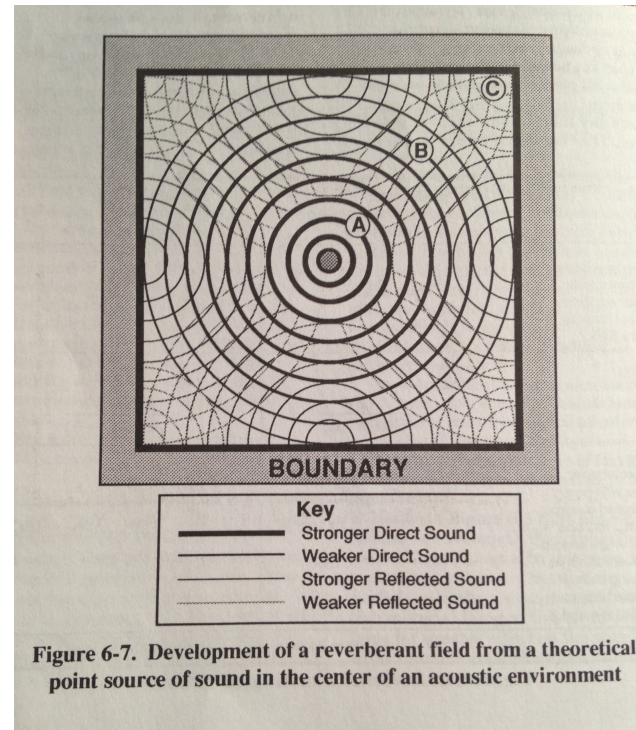 C
B
A
BOUNDARY
Key
Stronger Direct Sound
Weaker Direct Sound
Stronger Reflected Sound
Weaker Reflected Sound
Figure 6-7. Development of a reverberant field from a theoretical
point source of sound in the center of an acoustic environment